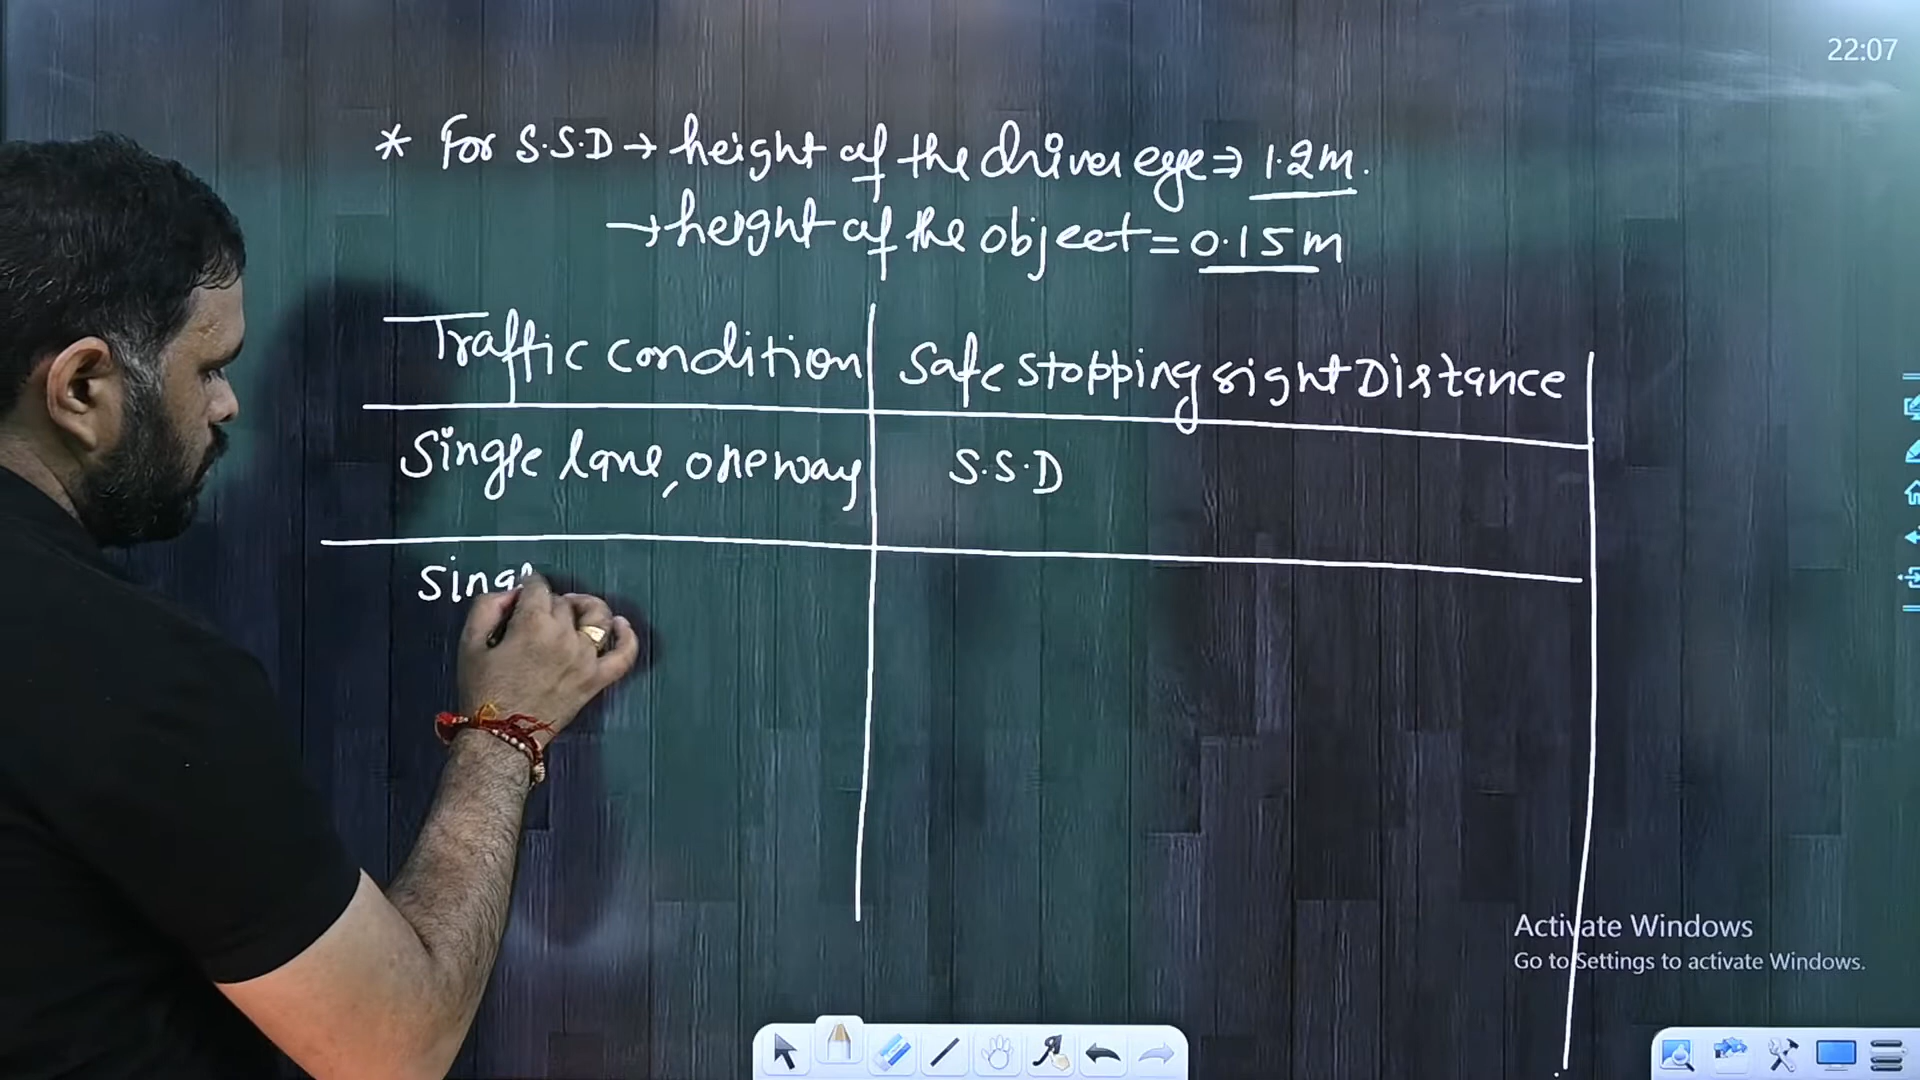 22:07
* For S.S.D → height of the driver eye ⇒ 1.2m.
→ height of the object = 0.15m
Traffic condition | Safe stopping sight Distance
Single lane, one way | S.S.D
Sing
Activate Windows
Go to Settings to activate Windows.